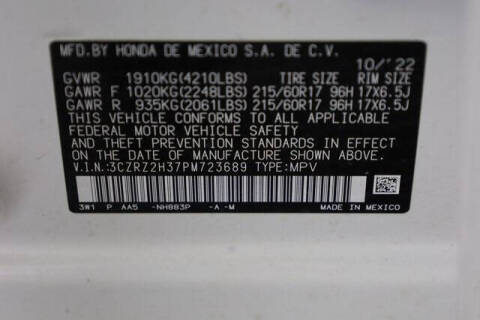 MFD.BY HONDA DE MEXICO S.A. DE C.V.
10/'22
GVWR 1910KG(4210LBS) TIRE SIZE RIM SIZE
GAWR F 1020KG(2248LBS) 215/60R17 96H 17X6.5J
GAWR R 935KG(2061LBS) 215/60R17 96H 17X6.5J
THIS VEHICLE CONFORMS TO ALL APPLICABLE
FEDERAL MOTOR VEHICLE SAFETY
AND THEFT PREVENTION STANDARDS IN
EFFECT ON THE DATE OF MANUFACTURE
SHOWN ABOVE.
V.I.N.:3CZRZ2H37PM723689 TYPE:MPV
3W1 P AA5 -NH883P -A -M MADE IN MEXICO